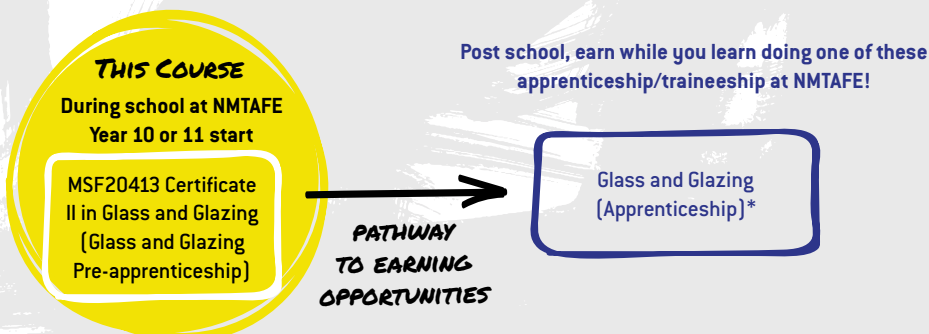 THIS COURSE
During school at NMTAFE
Year 10 or 11 start
MSF20413 Certificate
II in Glass and Glazing
(Glass and Glazing
Pre-apprenticeship)
PATHWAY
TO EARNING
OPPORTUNITIES
Post school, earn while you learn doing one of these
apprenticeship/traineeship at NMTAFE!
Glass and Glazing
(Apprenticeship)*